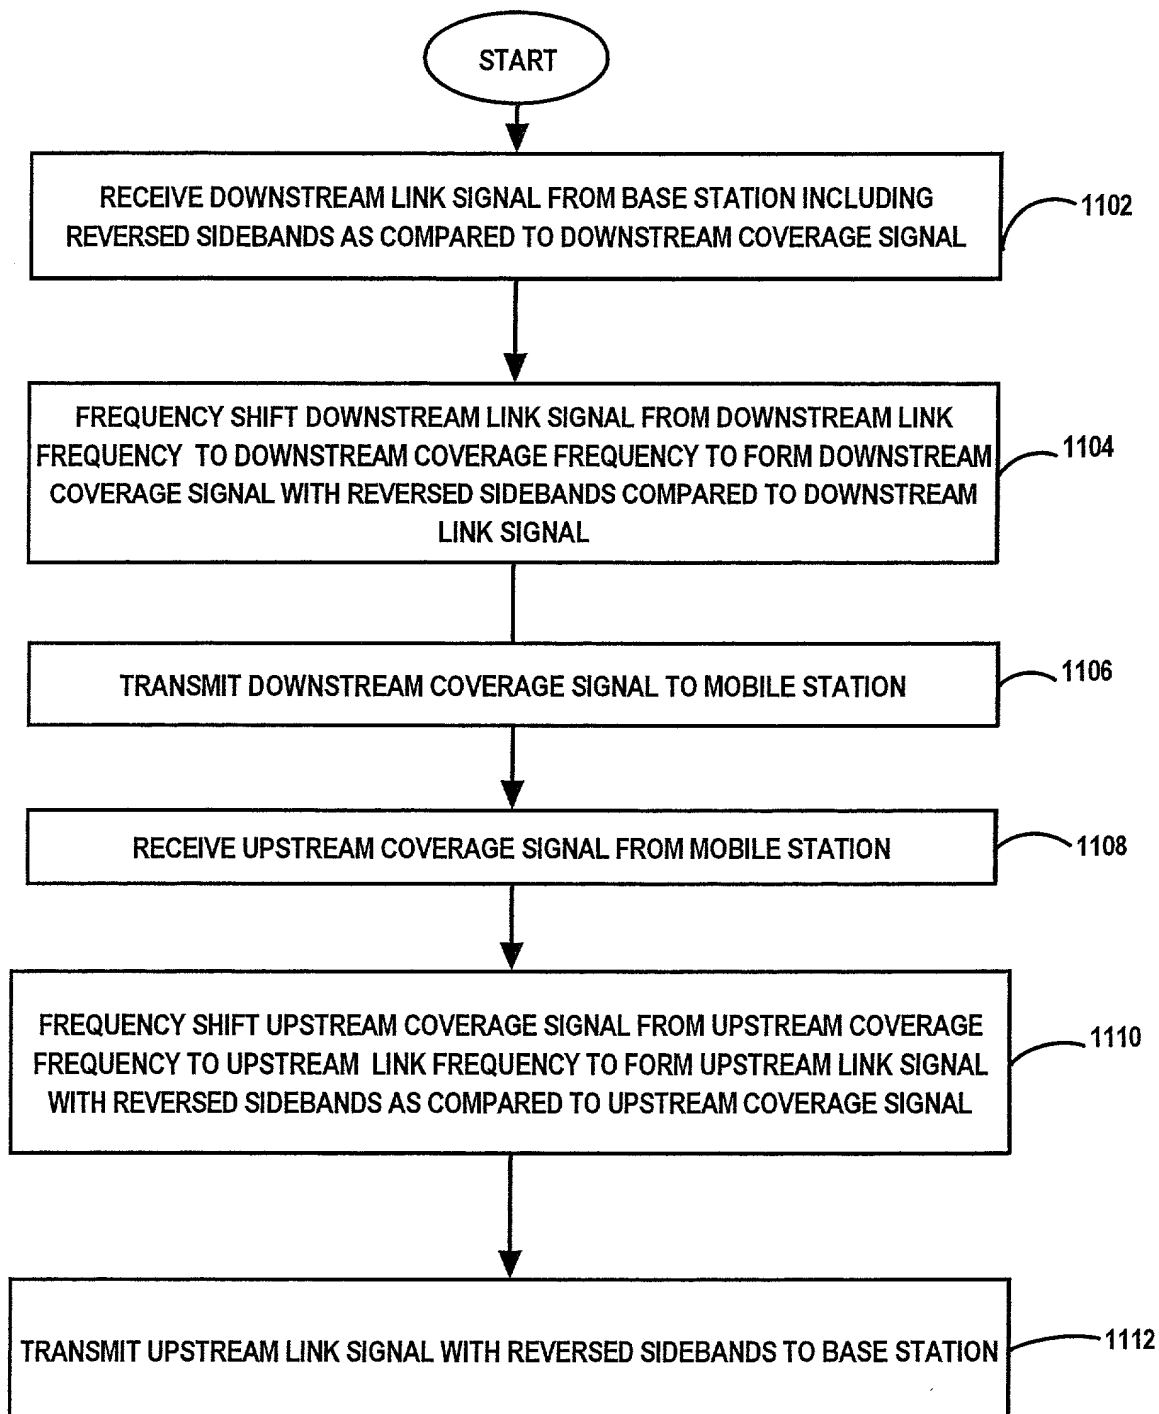 START
RECEIVE DOWNSTREAM LINK SIGNAL FROM BASE STATION INCLUDING
REVERSED SIDEBANDS AS COMPARED TO DOWNSTREAM COVERAGE SIGNAL
1102
FREQUENCY SHIFT DOWNSTREAM LINK SIGNAL FROM DOWNSTREAM LINK
FREQUENCY TO DOWNSTREAM COVERAGE FREQUENCY TO FORM DOWNSTREAM
COVERAGE SIGNAL WITH REVERSED SIDEBANDS COMPARED TO DOWNSTREAM
LINK SIGNAL
1104
TRANSMIT DOWNSTREAM COVERAGE SIGNAL TO MOBILE STATION
1106
RECEIVE UPSTREAM COVERAGE SIGNAL FROM MOBILE STATION
1108
FREQUENCY SHIFT UPSTREAM COVERAGE SIGNAL FROM UPSTREAM COVERAGE
FREQUENCY TO UPSTREAM LINK FREQUENCY TO FORM UPSTREAM LINK SIGNAL
WITH REVERSED SIDEBANDS AS COMPARED TO UPSTREAM COVERAGE SIGNAL
1110
TRANSMIT UPSTREAM LINK SIGNAL WITH REVERSED SIDEBANDS TO BASE STATION
1112